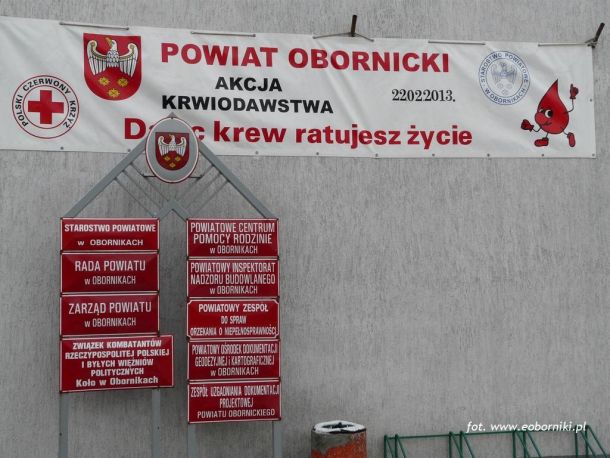 POWIAT OBORNICKI
AKCJA
KRWIODAWSTWA
22022013.
krew ratujesz życie
POLSKI CZERWONY KRZYŻ
STAROSTWO POWIATOWE
w OBORNIKACH
STAROSTWO POWIATOWE
w OBORNIKACH
RADA POWIATU
w OBORNIKACH
ZARZĄD POWIATU
w OBORNIKACH
ZWIĄZEK KOMBATANTÓW
RZECZYPOSPOLITEJ POLSKIEJ
I BYŁYCH WIĘŹNIÓW
POLITYCZNYCH
Koło w Obornikach
POWIATOWE CENTRUM
POMOCY RODZINIE
w OBORNIKACH
POWIATOWY INSPEKTORAT
NADZORU BUDOWLANEGO
w OBORNIKACH
POWIATOWY ZESPÓŁ
DO SPRAW
ORZEKANIA O NIEPEŁNOSPRAWNOŚCI
POWIATOWY OŚRODEK DOKUMENTACJI
GEODEZYJNEJ i KARTOGRAFICZNEJ
w OBORNIKACH
ZESPÓŁ UZGADNIANIA DOKUMENTACJI
PROJEKTOWEJ
POWIATU OBORNICKIEGO
fot. www.eoborniki.pl